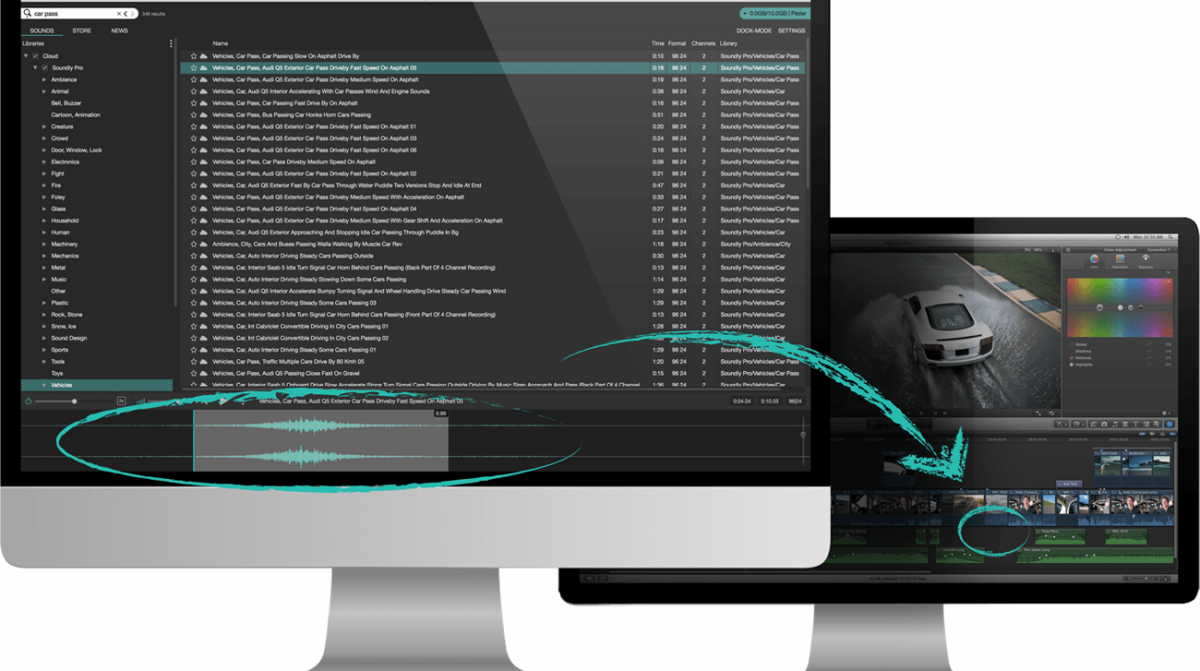 car pass
549 results
0.0GB/10.0GB | Peder
SOUNDS STORE NEWS
DOCK-MODE SETTINGS
Libraries
Name Time Format Channels Library
Cloud
Soundly Pro
Ambience
Animal
Bell, Buzzer
Cartoon, Animation
Creature
Crowd
Door, Window, Lock
Electronics
Fight
Fire
Foley
Glass
Household
Human
Machinery
Mechanics
Metal
Music
Other
Plastic
Rock, Stone
Snow, Ice
Sound Design
Sports
Tools
Toys
Vehicles
Vehicles, Car Pass, Car Passing Slow On Asphalt Drive By 0:10 96 24 2 Soundly Pro/Vehicles/Car Pass
Vehicles, Car Pass, Audi Q5 Exterior Car Pass Driveby Fast Speed On Asphalt 05 0:18 96 24 2 Soundly Pro/Vehicles/Car Pass
Vehicles, Car Pass, Audi Q5 Exterior Car Pass Driveby Medium Speed On Asphalt 0:19 96 24 2 Soundly Pro/Vehicles/Car Pass
Vehicles, Car, Audi Q5 Interior Accelerating With Car Passes Wind And Engine Sounds 0:38 96 24 2 Soundly Pro/Vehicles/Car
Vehicles, Car Pass, Car Passing Fast Drive By On Asphalt 0:16 96 24 2 Soundly Pro/Vehicles/Car Pass
Vehicles, Car Pass, Bus Passing Car Honks Horn Cars Passing 0:51 96 24 2 Soundly Pro/Vehicles/Car Pass
Vehicles, Car Pass, Audi Q5 Exterior Car Pass Driveby Fast Speed On Asphalt 01 0:20 96 24 2 Soundly Pro/Vehicles/Car Pass
Vehicles, Car Pass, Audi Q5 Exterior Car Pass Driveby Fast Speed On Asphalt 03 0:24 96 24 2 Soundly Pro/Vehicles/Car Pass
Vehicles, Car Pass, Audi Q5 Exterior Car Pass Driveby Fast Speed On Asphalt 06 0:16 96 24 2 Soundly Pro/Vehicles/Car Pass
Vehicles, Car Pass, Car Pass Driveby Medium Speed On Asphalt 0:09 96 24 2 Soundly Pro/Vehicles/Car Pass
Vehicles, Car Pass, Audi Q5 Exterior Car Pass Driveby Fast Speed On Asphalt 02 0:21 96 24 2 Soundly Pro/Vehicles/Car Pass
Vehicles, Car, Audi Q5 Exterior Fast By Car Pass Through Water Puddle Two Versions Stop And Idle At End 0:47 96 24 2 Soundly Pro/Vehicles/Car
Vehicles, Car Pass, Audi Q5 Exterior Car Pass Driveby Medium Speed With Acceleration On Asphalt 0:33 96 24 2 Soundly Pro/Vehicles/Car Pass
Vehicles, Car Pass, Audi Q5 Exterior Car Pass Driveby Fast Speed On Asphalt 04 0:27 96 24 2 Soundly Pro/Vehicles/Car Pass
Vehicles, Car Pass, Audi Q5 Exterior Car Pass Driveby Medium Speed With Gear Shift And Acceleration On Asphalt 0:17 96 24 2 Soundly Pro/Vehicles/Car Pass
Vehicles, Car, Audi Q5 Exterior Approaching And Stopping Idle Car Passing Through Puddle In Bg 0:23 96 24 2 Soundly Pro/Vehicles/Car
Ambience, City, Cars And Buses Passing Walla Walking By Muscle Car Rev 1:16 96 24 2 Soundly Pro/Ambience/City
Vehicles, Car, Auto Interior Driving Steady Some Cars Passing Outside 0:30 96 24 2 Soundly Pro/Vehicles/Car
Vehicles, Car, Interior Saab 5 Idle Turn Signal Car Horn Behind Cars Passing (Back Part Of 4 Channel Recording) 0:13 96 24 2 Soundly Pro/Vehicles/Car
Vehicles, Car, Auto Interior Driving Steady Slowing Down Some Cars Passing 1:14 96 24 2 Soundly Pro/Vehicles/Car
Vehicles, Car, Audi Q5 Interior Accelerate Bumpy Turning Signal And Wheel Handling Drive Steady Car Passing Wind 1:29 96 24 2 Soundly Pro/Vehicles/Car
Vehicles, Car, Auto Interior Driving Steady Some Cars Passing 03 1:29 96 24 2 Soundly Pro/Vehicles/Car
Vehicles, Car, Interior Saab 5 Idle Turn Signal Car Horn Behind Cars Passing (Front Part Of 4 Channel Recording) 0:13 96 24 2 Soundly Pro/Vehicles/Car
Vehicles, Car, Int Cabriolet Convertible Driving In City Cars Passing 01 1:28 96 24 2 Soundly Pro/Vehicles/Car
Vehicles, Car, Int Cabriolet Convertible Driving In City Cars Passing 02
Vehicles, Car, Auto Interior Driving Steady Some Cars Passing 01 1:29 96 24 2
Vehicles, Car Pass, Traffic Multiple Cars Drive By 80 Kmh 05 96 24 2 Soundly Pro/Vehicles/Car Pass
Vehicles, Car Pass, Audi Q5 Passing Close Fast On Gravel 96 24 2 Soundly Pro/Vehicles/Car Pass
Vehicles, Car, Interior Saab 5 Onboard Drive Slow Accelerate Stone Turn Signal Cars Passing Outside Driving By Music Siren Approach And Pass (Back Part Of 4 Channel 1:36 96 24 2 Soundly Pro/Vehicles/Car
Vehicles, Car Pass, Audi Q5 Exterior Car Pass Driveby Fast Speed On Asphalt 05
0:04.04 0:10.03 96|24
Color Adjustments
Global
Shadows
Midtones
Highlights